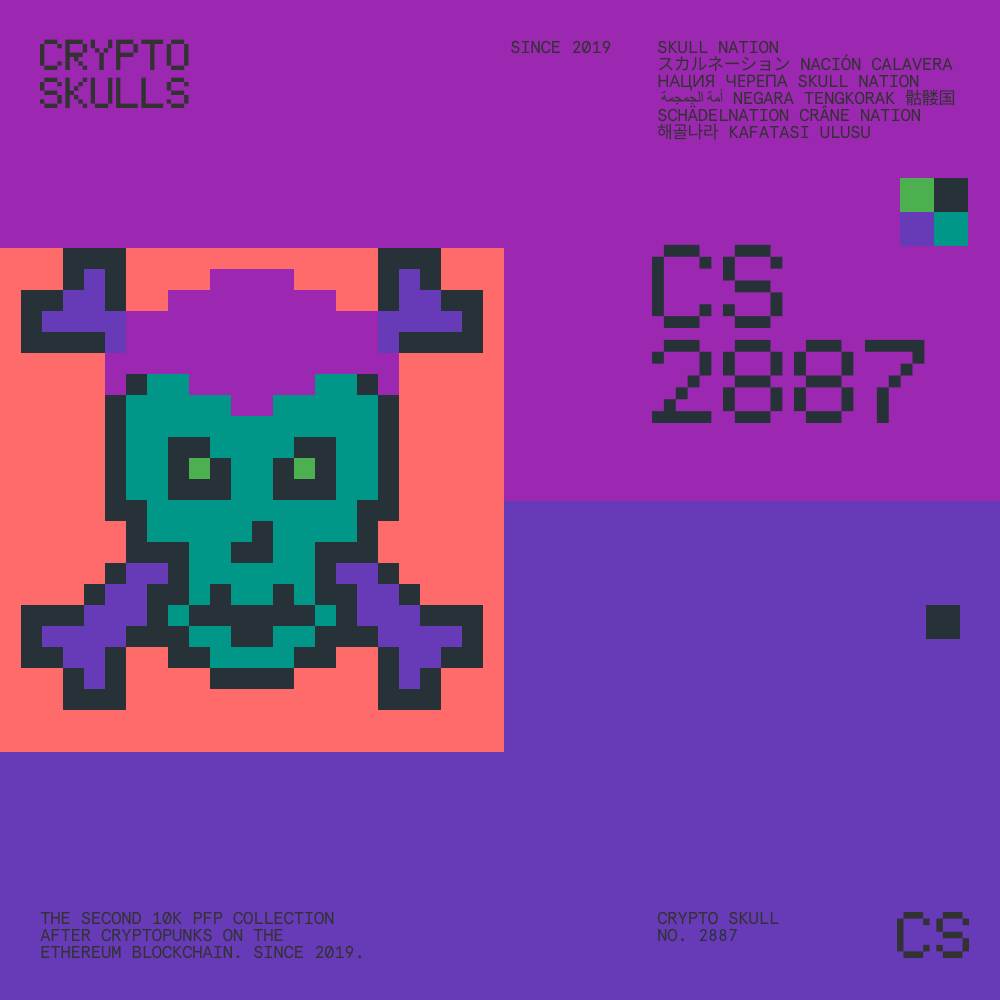 CRYPTO
SKULLS
SINCE 2019
SKULL NATION
スカルネーション NACIÓN CALAVERA
НАЦИЯ ЧЕРЕПА SKULL NATION
أمة الجمجمة NEGARA TENGKORAK 骷髅国
SCHÄDELNATION CRÂNE NATION
해골나라 KAFATASI ULUSU
CS
2887
THE SECOND 10K PFP COLLECTION
AFTER CRYPTOPUNKS ON THE
ETHEREUM BLOCKCHAIN. SINCE 2019.
CRYPTO SKULL
NO. 2887
CS